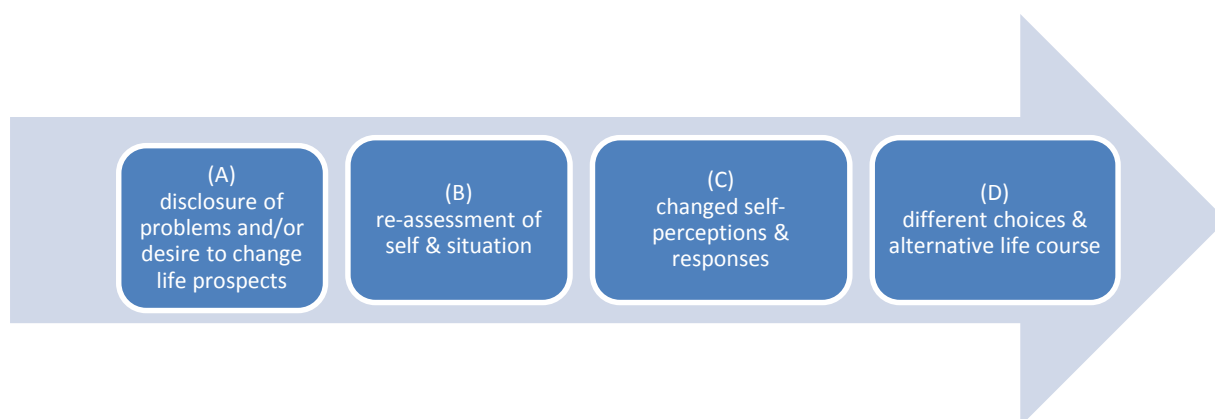 (A)
disclosure of
problems and/or
desire to change
life prospects
(B)
re-assessment of
self & situation
(C)
changed self-
perceptions &
responses
(D)
different choices &
alternative life course